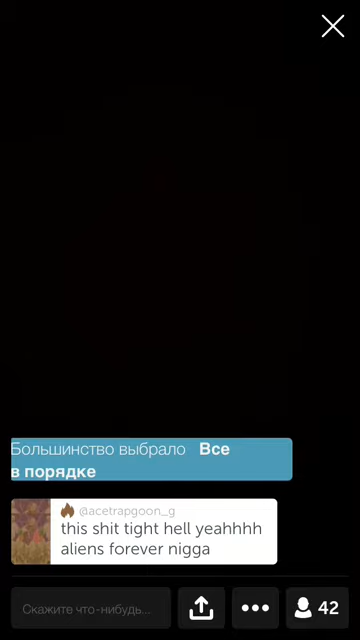 Большинство выбрало Все
в порядке
@acetrapgoon_g
this shit tight hell yeahhhh
aliens forever nigga
Скажите что-нибудь...
42